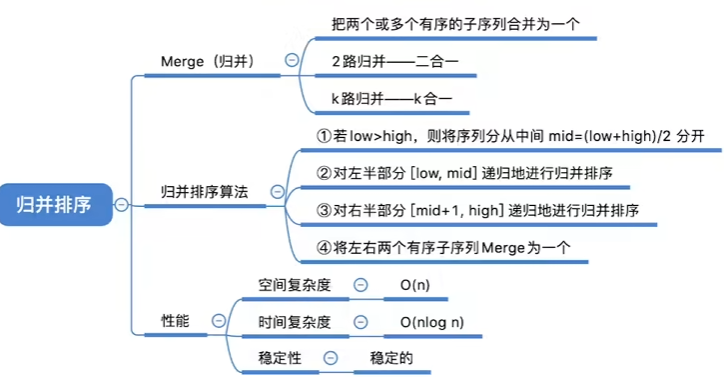 归并排序
Merge（归并）
把两个或多个有序的子序列合并为一个
2路归并——二合一
k路归并——k合一
归并排序算法
①若low>high，则将序列分从中间 mid=(low+high)/2 分开
②对左半部分 [low, mid] 递归地进行归并排序
③对右半部分 [mid+1, high] 递归地进行归并排序
④将左右两个有序子序列Merge为一个
性能
空间复杂度
O(n)
时间复杂度
O(nlog n)
稳定性
稳定的